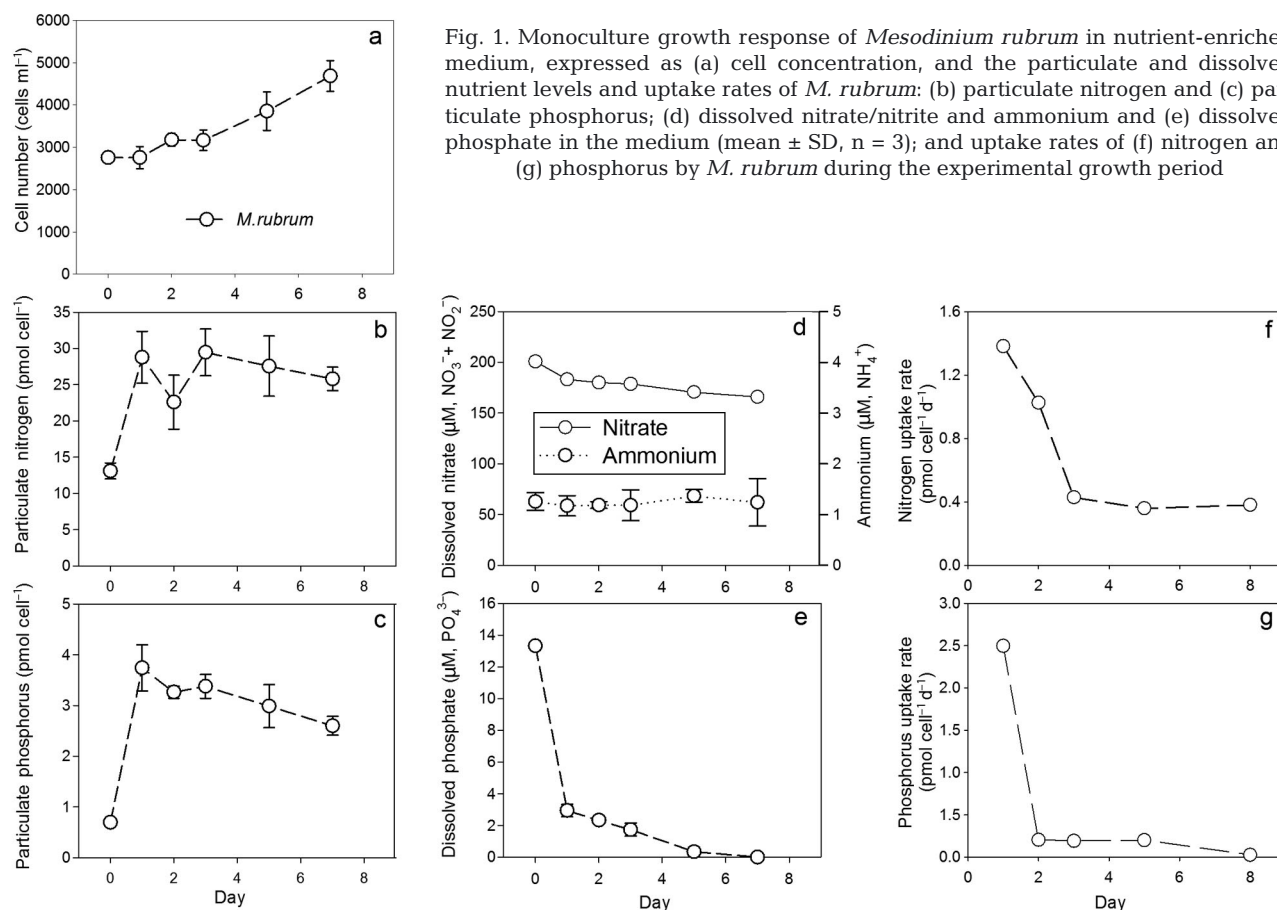 6000
5000
4000
3000
2000
1000
0
Cell number (cells ml⁻¹)
a
M.rubrum
0 2 4 6 8
Fig. 1. Monoculture growth response of Mesodinium rubrum in nutrient-enriche
medium, expressed as (a) cell concentration, and the particulate and dissolve
nutrient levels and uptake rates of M. rubrum: (b) particulate nitrogen and (c) par
ticulate phosphorus; (d) dissolved nitrate/nitrite and ammonium and (e) dissolve
phosphate in the medium (mean ± SD, n = 3); and uptake rates of (f) nitrogen an
(g) phosphorus by M. rubrum during the experimental growth period
35
30
25
20
15
10
5
0
Particulate nitrogen (pmol cell⁻¹)
b
0 2 4 6 8
250
200
150
100
50
0
Dissolved nitrate (µM, NO₃⁻+ NO₂⁻)
d
Nitrate
Ammonium
5
4
3
2
1
0
Ammonium (µM, NH₄⁺)
0 2 4 6 8
1.6
1.2
0.8
0.4
0.0
Nitrogen uptake rate
(pmol cell⁻¹ d⁻¹)
f
0 2 4 6 8
5
4
3
2
1
0
Particulate phosphorus (pmol cell⁻¹)
c
0 2 4 6 8
Day
16
14
12
10
8
6
4
2
0
Dissolved phosphate (µM, PO₄³⁻)
e
0 2 4 6 8
Day
3.0
2.5
2.0
1.5
0.0
Phosphorus uptake rate
(pmol cell⁻¹ d⁻¹)
g
0 2 4 6 8
Day